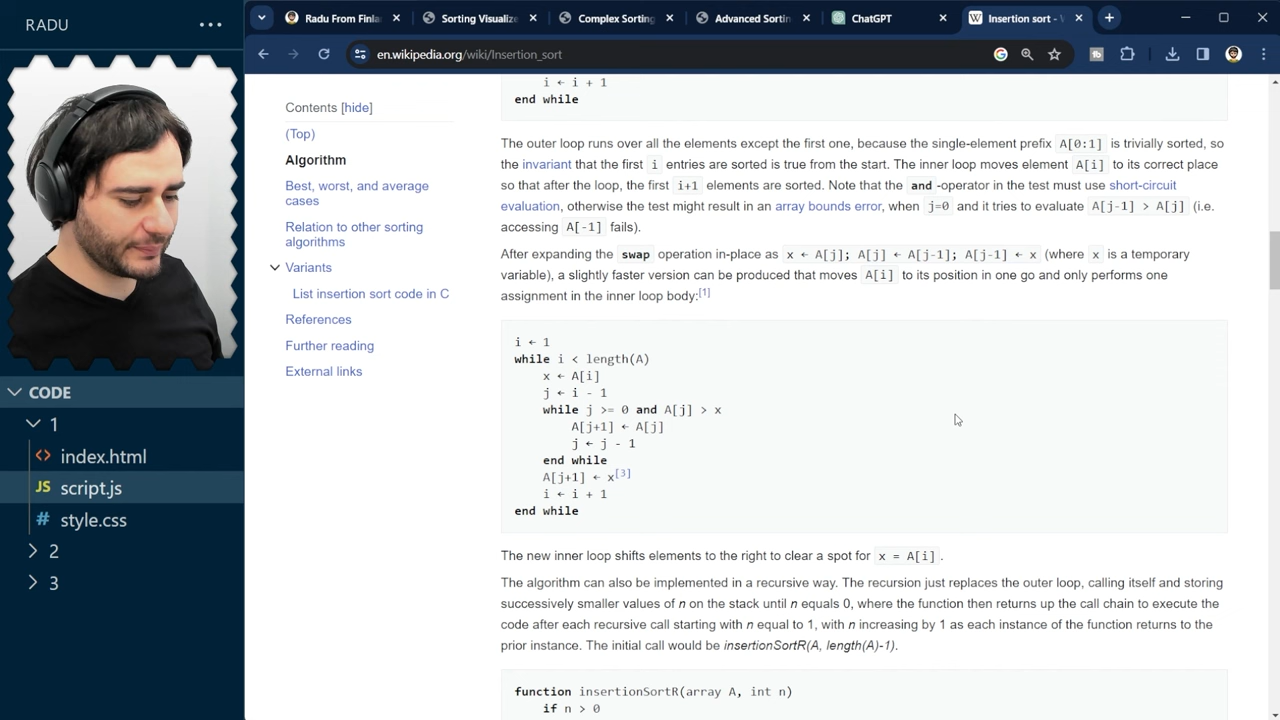 RADU
Radu From Finla
Sorting Visualize
Complex Sorting
Advanced Sortin
ChatGPT
Insertion sort -
en.wikipedia.org/wiki/Insertion_sort
CODE
1
index.html
JS script.js
# style.css
2
3
Contents [hide]
(Top)
Algorithm
Best, worst, and average
cases
Relation to other sorting
algorithms
Variants
List insertion sort code in C
References
Further reading
External links
i ← i + 1
end while
The outer loop runs over all the elements except the first one, because the single-element prefix A[0:1] is trivially sorted, so
the invariant that the first i entries are sorted is true from the start. The inner loop moves element A[i] to its correct place
so that after the loop, the first i+1 elements are sorted. Note that the and -operator in the test must use short-circuit
evaluation, otherwise the test might result in an array bounds error, when j=0 and it tries to evaluate A[j-1] > A[j] (i.e.
accessing A[-1] fails).
After expanding the swap operation in-place as x ← A[j]; A[j] ← A[j-1]; A[j-1] ← x (where x is a temporary
variable), a slightly faster version can be produced that moves A[i] to its position in one go and only performs one
assignment in the inner loop body:[1]
i ← 1
while i < length(A)
x ← A[i]
j ← i - 1
while j >= 0 and A[j] > x
A[j+1] ← A[j]
j ← j - 1
end while
A[j+1] ← x[3]
i ← i + 1
end while
The new inner loop shifts elements to the right to clear a spot for x = A[i].
The algorithm can also be implemented in a recursive way. The recursion just replaces the outer loop, calling itself and storing
successively smaller values of n on the stack until n equals 0, where the function then returns up the call chain to execute the
code after each recursive call starting with n equal to 1, with n increasing by 1 as each instance of the function returns to the
prior instance. The initial call would be insertionSortR(A, length(A)-1).
function insertionSortR(array A, int n)
if n > 0